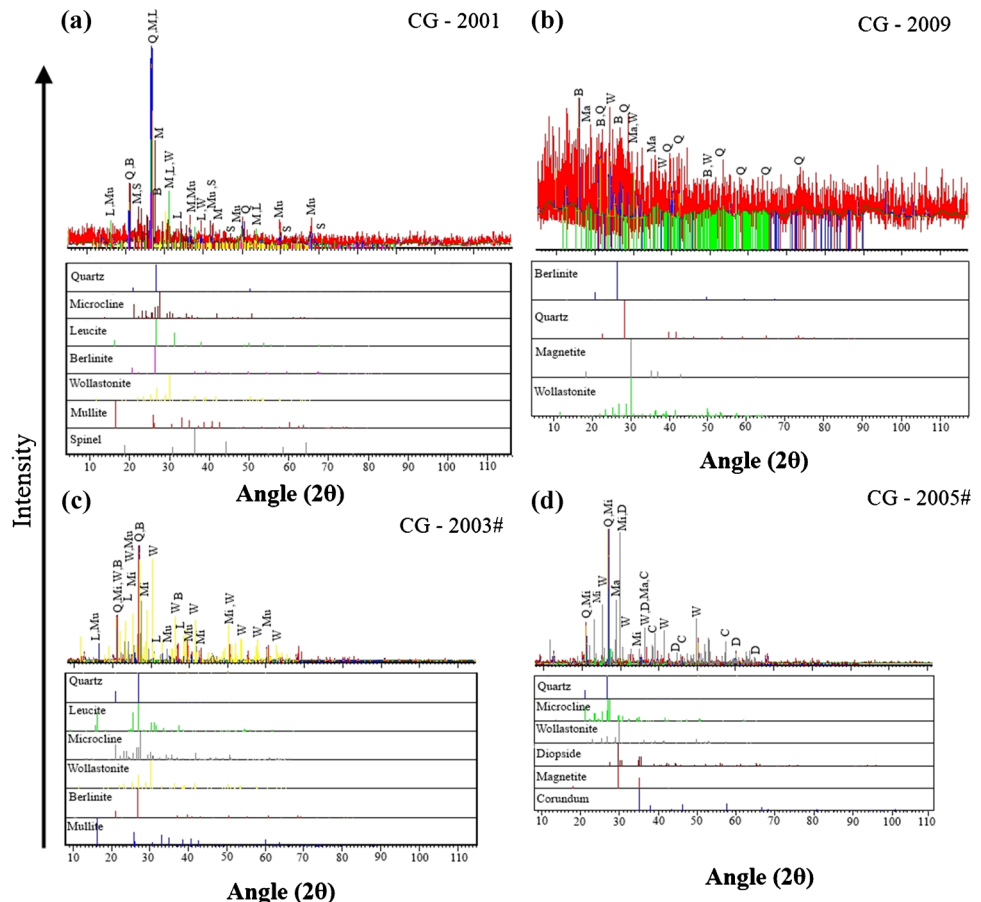 (a)
CG - 2001
Q,M,L
M
Q,B
M,S
B
M,L,W
L,Mu
L
M,Mu
L,W
Mu,S
M
S
Mu
Q
M,L
Mu
S
Mu
S
Quartz
Microcline
Leucite
Berlinite
Wollastonite
Mullite
Spinel
10 20 30 40 50 60 70 80 90 100 110
Angle (2θ)
(b)
CG - 2009
B
Ma
B,Q
W
B
Q
Ma,W
Ma
W
Q
Q
B,W
Q
Q
Q
Q
Berlinite
Quartz
Magnetite
Wollastonite
10 20 30 40 50 60 70 80 90 100 110
Angle (2θ)
Intensity
(c)
CG - 2003#
L,Mu
Q,Mi,W,B
L
Mi
W,Mu
Q,B
Mi
W
L
Mu
W
B
L
Mu
W
Mi
Mi,W
W
W
Mu
W
Quartz
Leucite
Microcline
Wollastonite
Berlinite
Mullite
10 20 30 40 50 60 70 80 90 100 110
Angle (2θ)
(d)
CG - 2005#
Q,Mi
Mi
W
Q,Mi
Ma
Mi,D
W
Mi
W,D,Ma,C
C
W
D
C
W
C
D
D
Quartz
Microcline
Wollastonite
Diopside
Magnetite
Corundum
10 20 30 40 50 60 70 80 90 100 110
Angle (2θ)